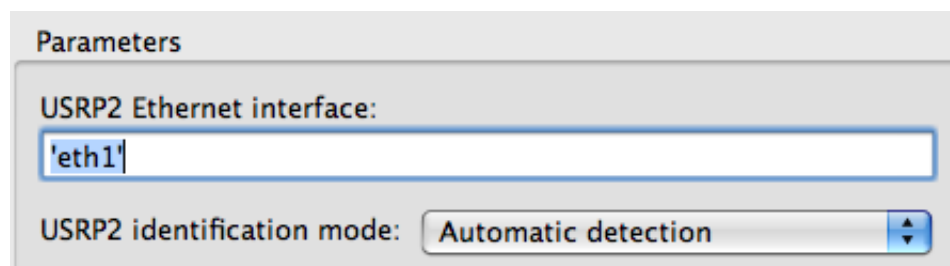 Parameters
USRP2 Ethernet interface:
'eth1'
USRP2 identification mode: Automatic detection